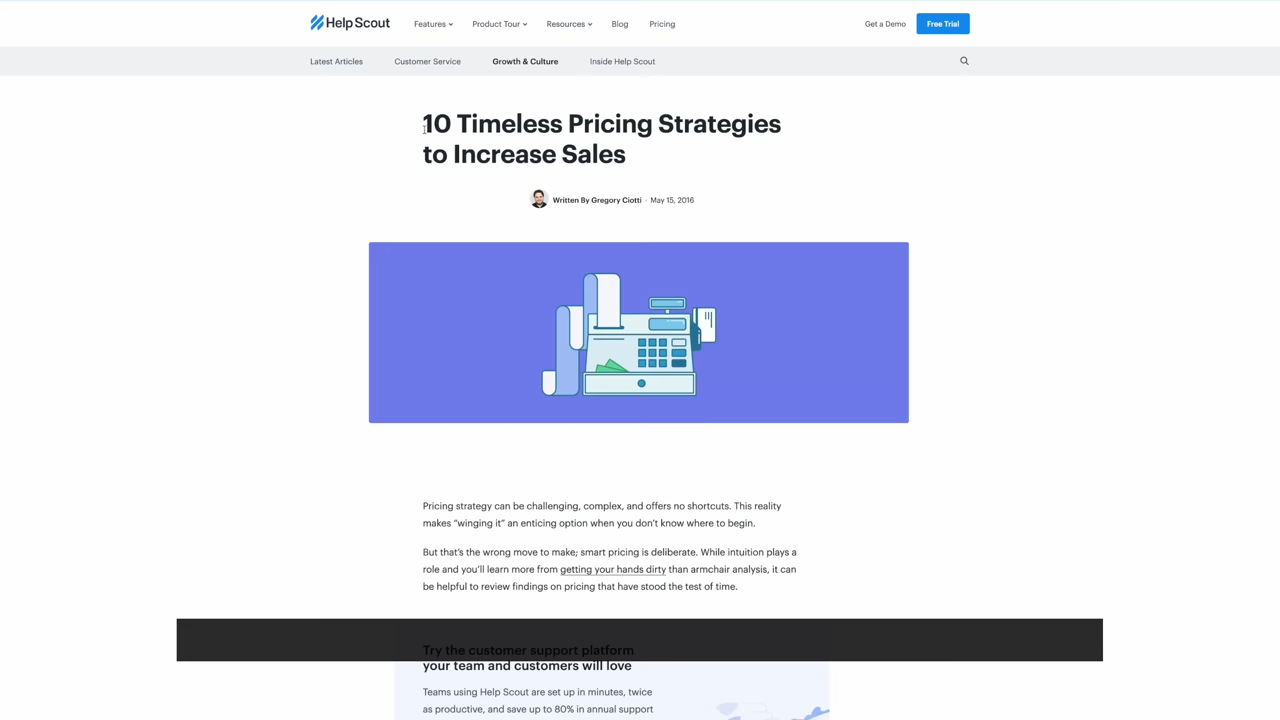 Help Scout
Features
Product Tour
Resources
Blog
Pricing
Get a Demo
Free Trial
Latest Articles
Customer Service
Growth & Culture
Inside Help Scout
10 Timeless Pricing Strategies
to Increase Sales
Written By Gregory Ciotti · May 15, 2016
Pricing strategy can be challenging, complex, and offers no shortcuts. This reality
makes “winging it” an enticing option when you don’t know where to begin.
But that’s the wrong move to make; smart pricing is deliberate. While intuition plays a
role and you’ll learn more from getting your hands dirty than armchair analysis, it can
be helpful to review findings on pricing that have stood the test of time.
Try the customer support platform
your team and customers will love
Teams using Help Scout are set up in minutes, twice
as productive, and save up to 80% in annual support